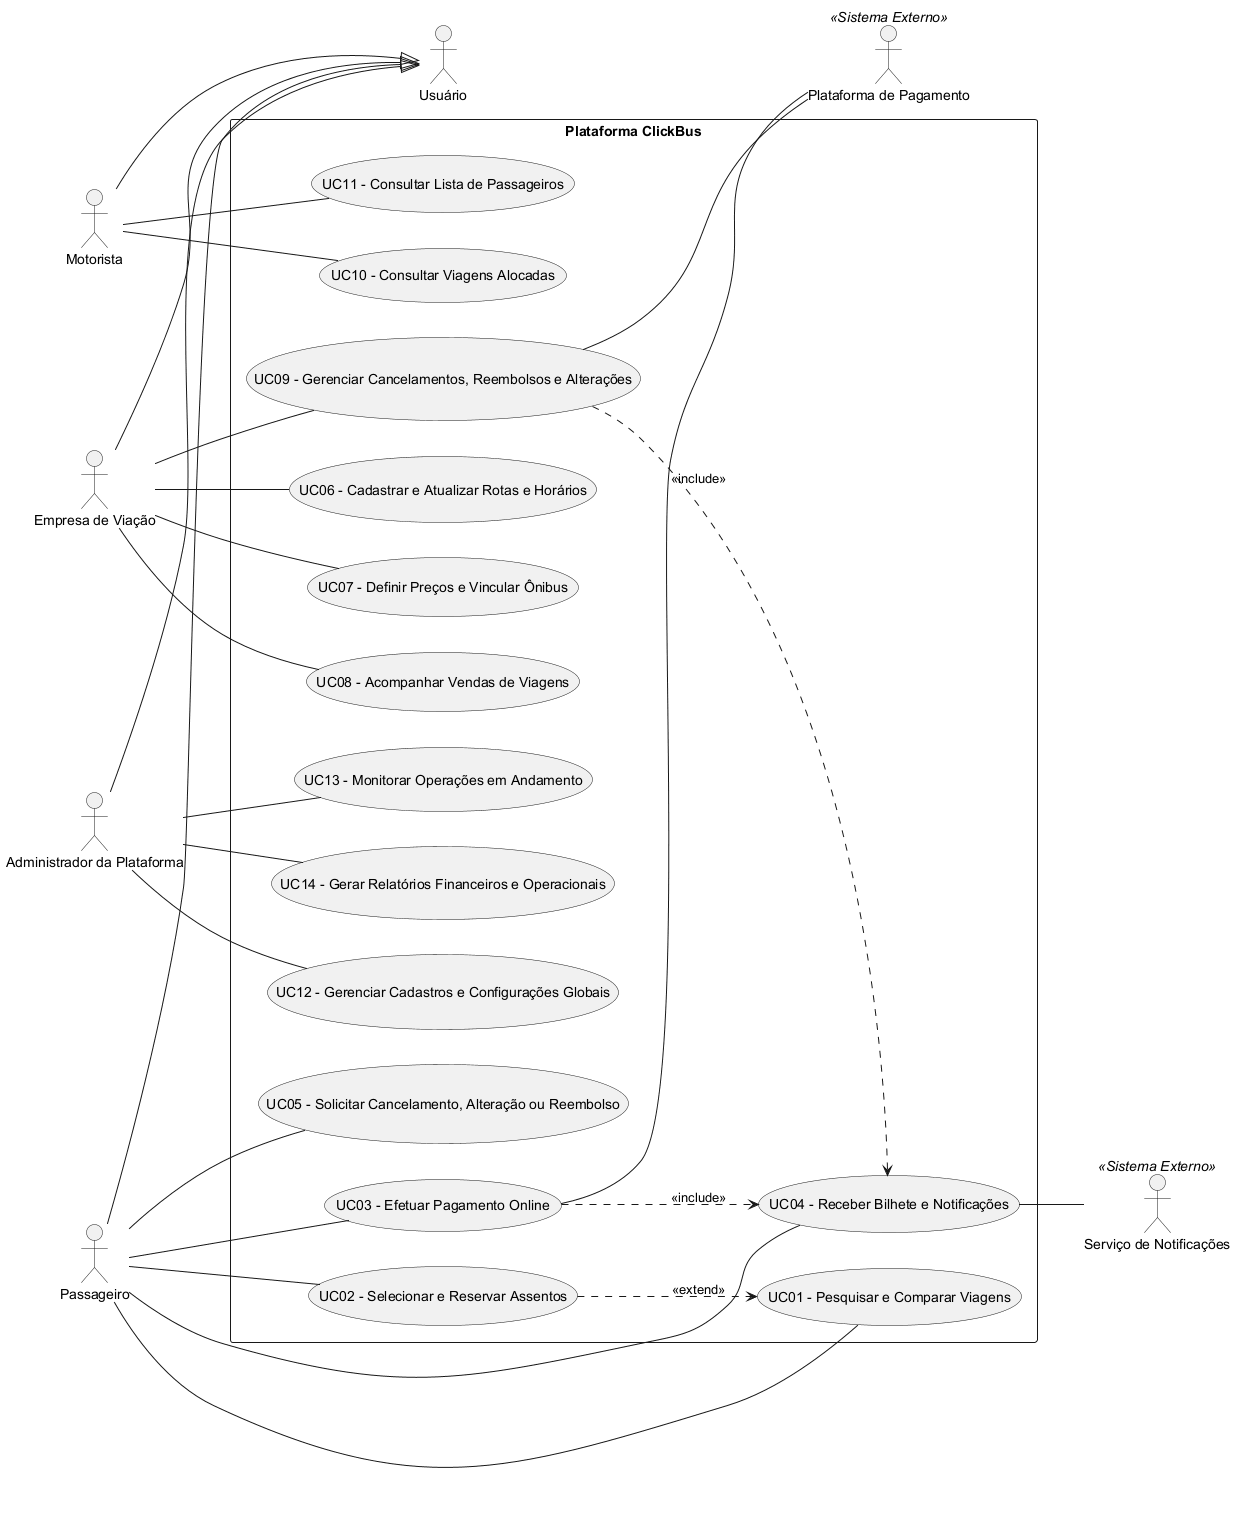 «Sistema Externo»
Usuário
Plataforma de Pagamento
Plataforma ClickBus
UC11 - Consultar Lista de Passageiros
Motorista
UC10 - Consultar Viagens Alocadas
UC09 - Gerenciar Cancelamentos, Reembolsos e Alterações
«include»
UC06 - Cadastrar e Atualizar Rotas e Horários
Empresa de Viação
UC07 - Definir Preços e Vincular Ônibus
UC08 - Acompanhar Vendas de Viagens
UC13 - Monitorar Operações em Andamento
Administrador da Plataforma
UC14 - Gerar Relatórios Financeiros e Operacionais
UC12 - Gerenciar Cadastros e Configurações Globais
UC05 - Solicitar Cancelamento, Alteração ou Reembolso
«Sistema Externo»
UC03 - Efetuar Pagamento Online
«include»
UC04 - Receber Bilhete e Notificações
Serviço de Notificações
Passageiro
UC02 - Selecionar e Reservar Assentos
«extend»
UC01 - Pesquisar e Comparar Viagens